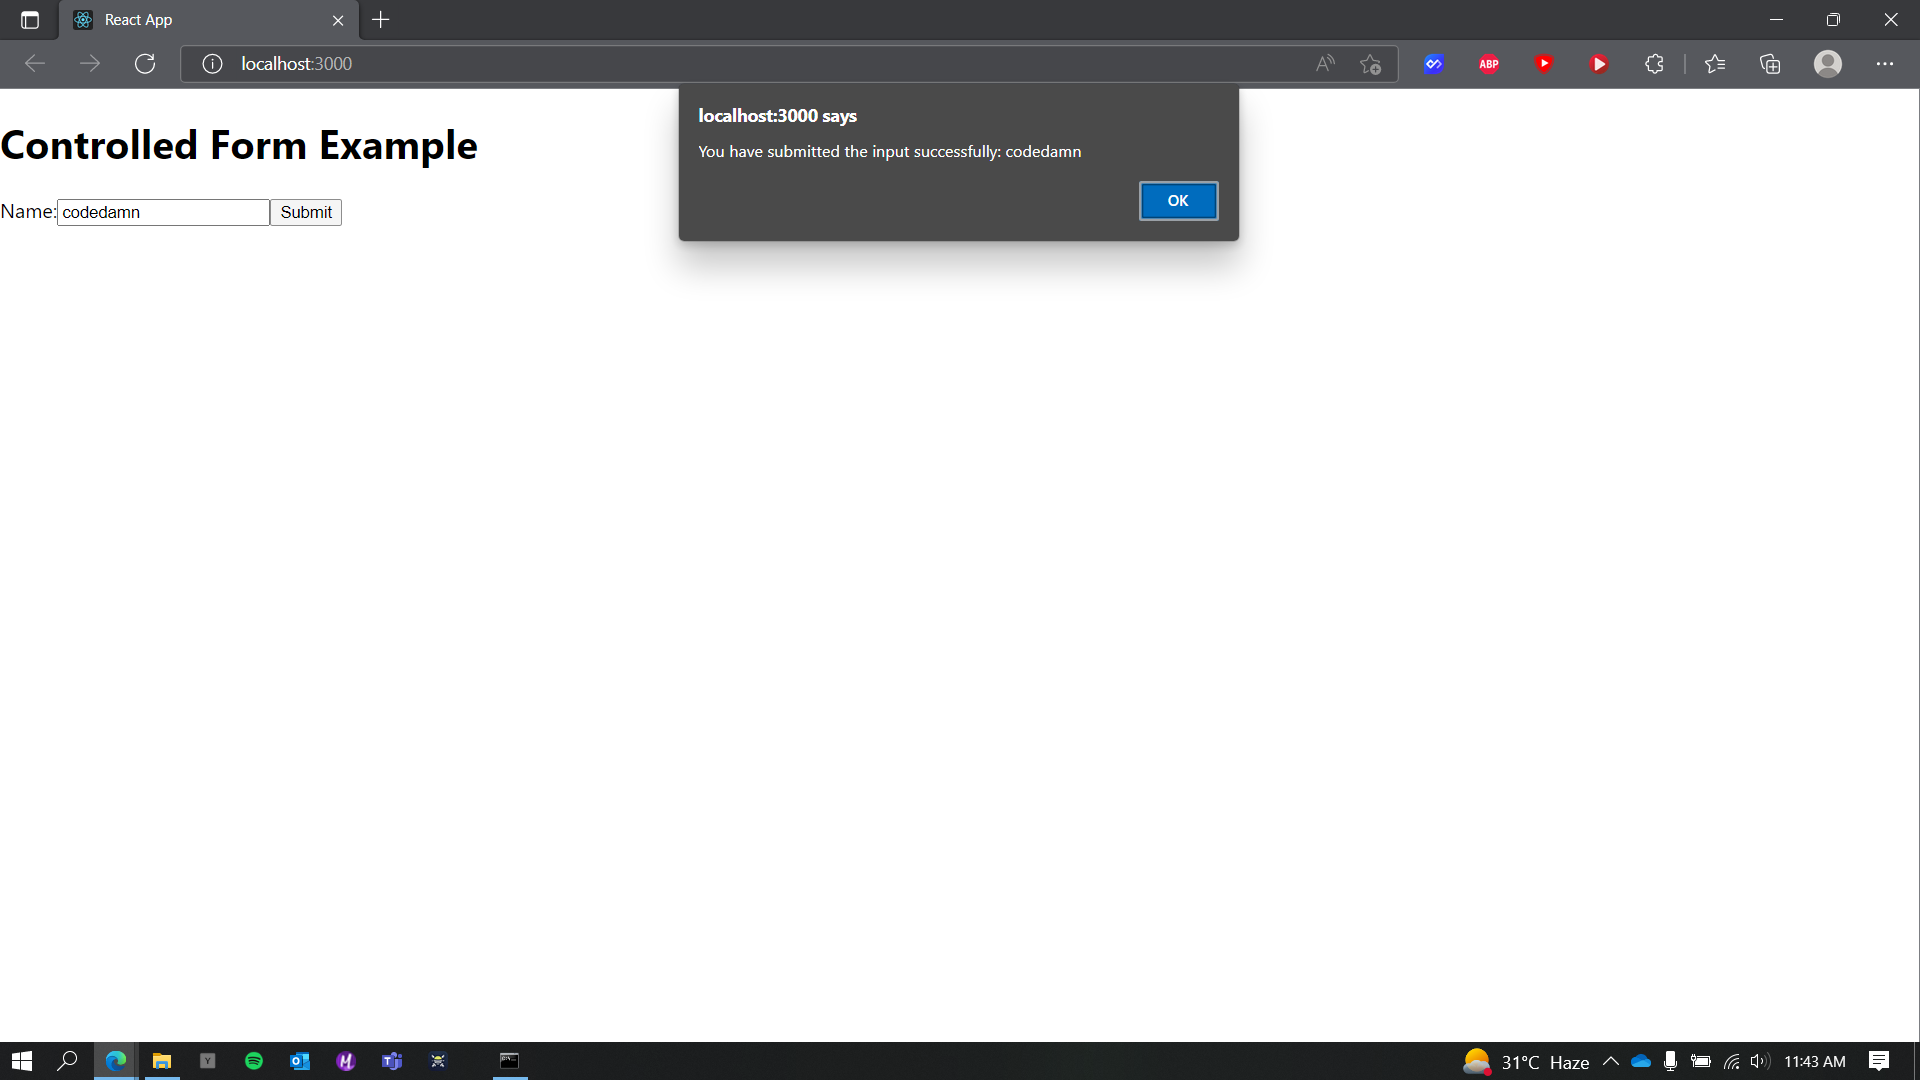 React App
localhost:3000
ABP
localhost:3000 says
You have submitted the input successfully: codedamn
OK
Controlled Form Example
Name: codedamn Submit
31°C Haze 11:43 AM